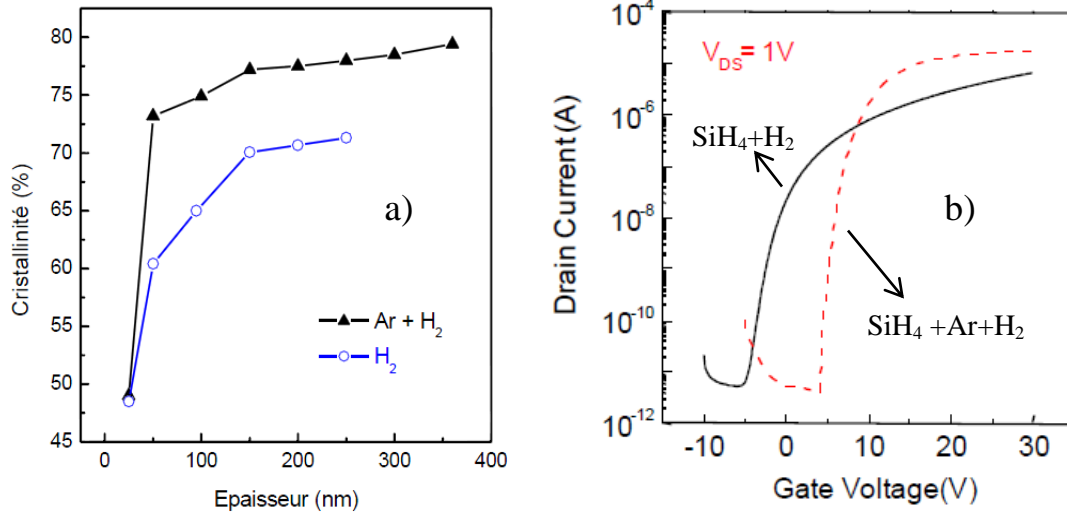 80
75
70
65
60
55
50
45
0 100 200 300 400
Cristallinité (%)
Epaisseur (nm)
a)
Ar + H₂
H₂
10⁻⁴
10⁻⁶
10⁻⁸
10⁻¹⁰
10⁻¹²
-10 0 10 20 30
Drain Current(A)
Gate Voltage(V)
V_DS= 1V
SiH₄+H₂
b)
SiH₄ +Ar+H₂